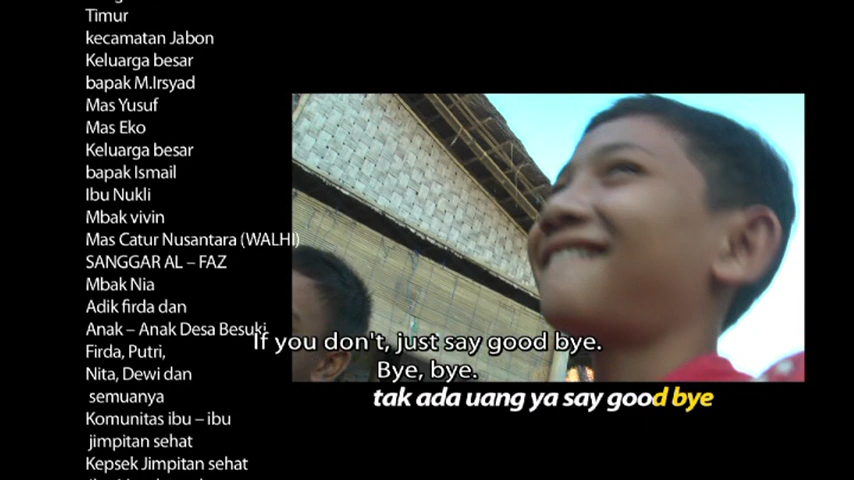 Timur
kecamatan Jabon
Keluarga besar
bapak M.Irsyad
Mas Yusuf
Mas Eko
Keluarga besar
bapak Ismail
Ibu Nukli
Mbak vivin
Mas Catur Nusantara (WALHI)
SANGGAR AL – FAZ
Mbak Nia
Adik firda dan
Anak – Anak Desa Besuki
Firda, Putri,
Nita, Dewi dan
semuanya
Komunitas ibu – ibu
jimpitan sehat
Kepsek Jimpitan sehat
If you don't, just say good bye.
Bye, bye.
tak ada uang ya say good bye